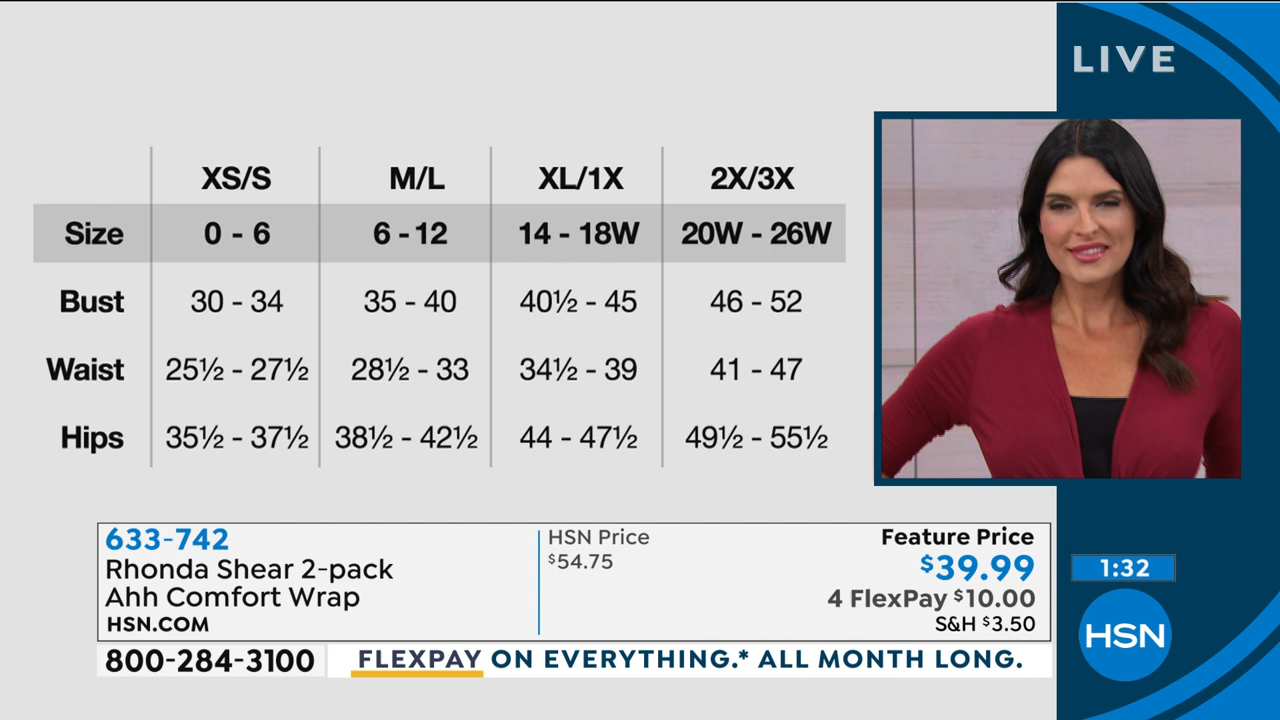 LIVE
XS/S M/L XL/1X 2X/3X
Size 0 - 6 6 - 12 14 - 18W 20W - 26W
Bust 30 - 34 35 - 40 40½ - 45 46 - 52
Waist 25½ - 27½ 28½ - 33 34½ - 39 41 - 47
Hips 35½ - 37½ 38½ - 42½ 44 - 47½ 49½ - 55½
633-742
Rhonda Shear 2-pack
Ahh Comfort Wrap
HSN.COM
HSN Price
$54.75
Feature Price
$39.99
4 FlexPay $10.00
S&H $3.50
1:32
HSN
800-284-3100
FLEXPAY ON EVERYTHING.* ALL MONTH LONG.